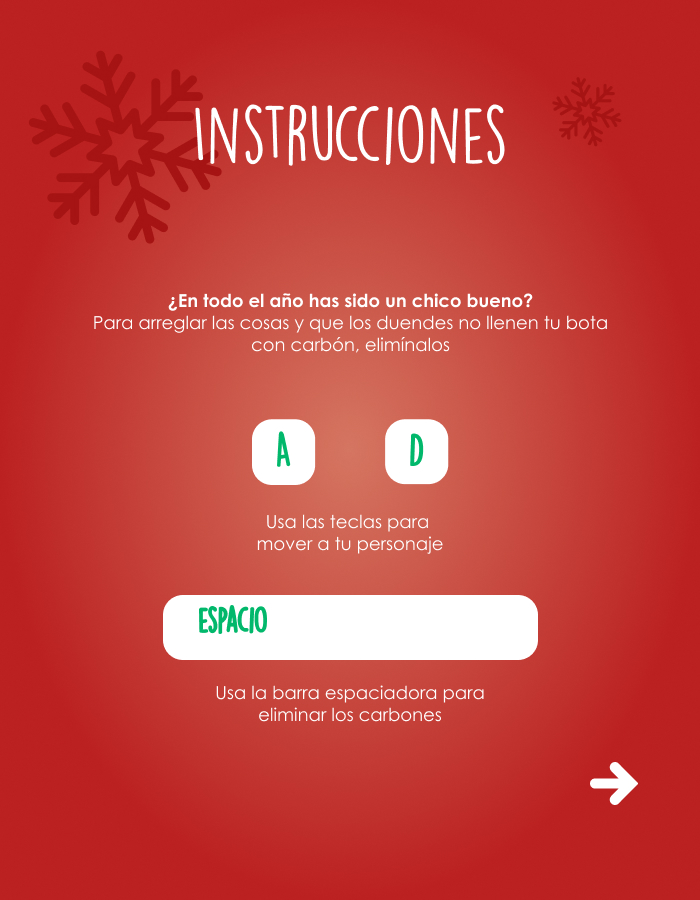 INSTRUCCIONES
¿En todo el año has sido un chico bueno?
Para arreglar las cosas y que los duendes no llenen tu bota
con carbón, elimínalos
A D
Usa las teclas para
mover a tu personaje
ESPACIO
Usa la barra espaciadora para
eliminar los carbones